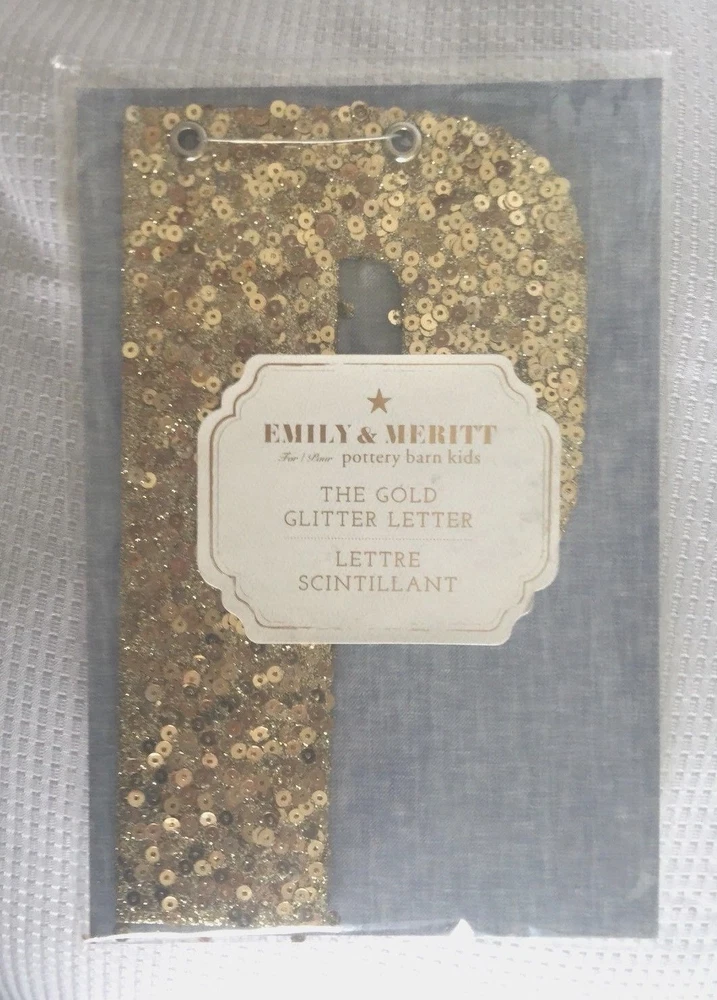 P
EMILY & MERITT
For / Pour pottery barn kids
THE GOLD
GLITTER LETTER
LETTRE
SCINTILLANT